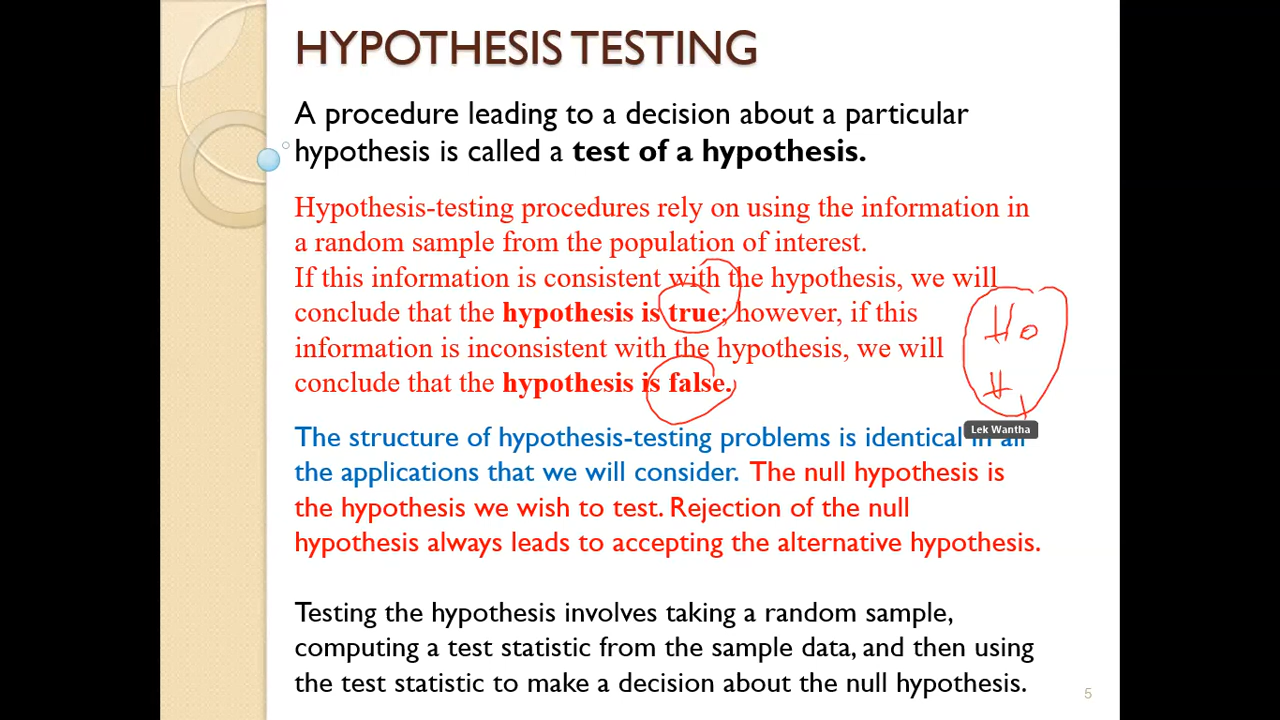 HYPOTHESIS TESTING
A procedure leading to a decision about a particular
hypothesis is called a test of a hypothesis.
Hypothesis-testing procedures rely on using the information in
a random sample from the population of interest.
If this information is consistent with the hypothesis, we will
conclude that the hypothesis is true; however, if this
information is inconsistent with the hypothesis, we will
conclude that the hypothesis is false.
Ho
H1
Lek Wantha
The structure of hypothesis-testing problems is identical in all
the applications that we will consider. The null hypothesis is
the hypothesis we wish to test. Rejection of the null
hypothesis always leads to accepting the alternative hypothesis.
Testing the hypothesis involves taking a random sample,
computing a test statistic from the sample data, and then using
the test statistic to make a decision about the null hypothesis.
5